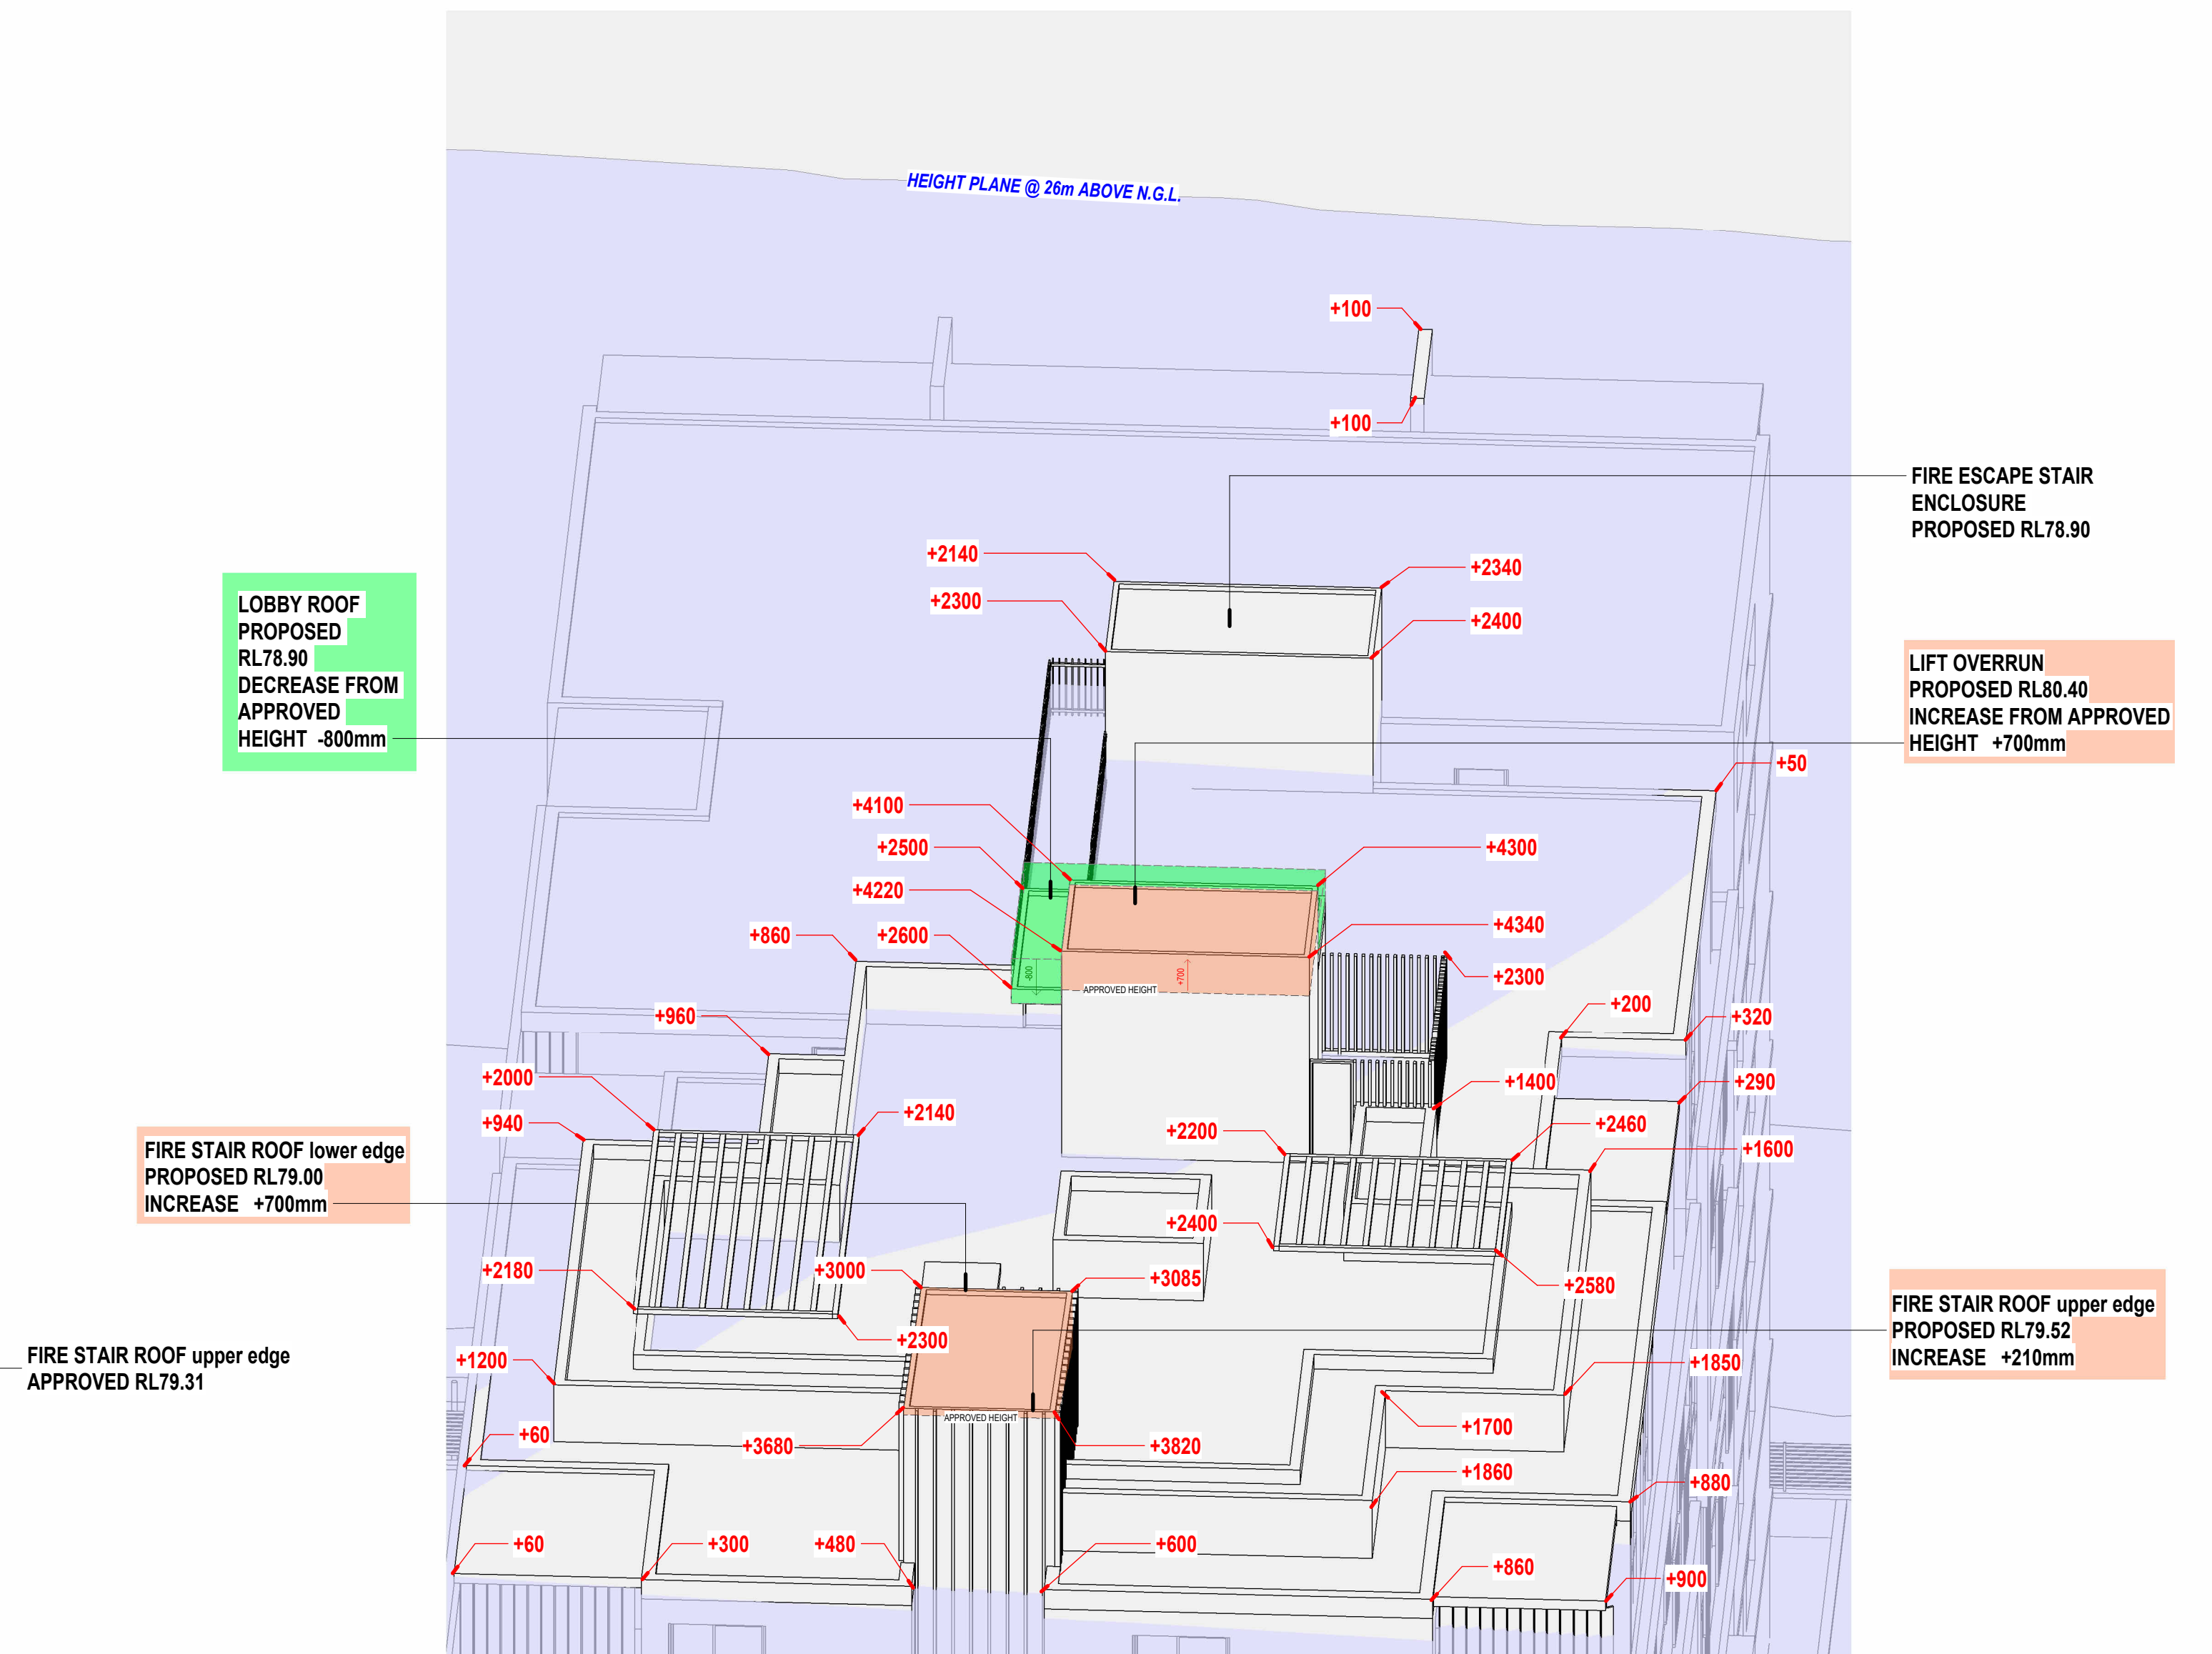 HEIGHT PLANE @ 26m ABOVE N.G.L.
+100
+100
FIRE ESCAPE STAIR
ENCLOSURE
PROPOSED RL78.90
+2140
+2340
+2300
+2400
LOBBY ROOF
PROPOSED
RL78.90
DECREASE FROM
APPROVED
HEIGHT -800mm
LIFT OVERRUN
PROPOSED RL80.40
INCREASE FROM APPROVED
HEIGHT +700mm
+50
+4100
+2500
+4300
+4220
+4340
+860
+2600
+2300
-800
+700
APPROVED HEIGHT
+200
+320
+960
+2000
+1400
+290
+940
+2140
+2200
+2460
+1600
FIRE STAIR ROOF lower edge
PROPOSED RL79.00
INCREASE +700mm
+2400
+2180
+3000
+3085
+2580
+2300
FIRE STAIR ROOF upper edge
PROPOSED RL79.52
INCREASE +210mm
FIRE STAIR ROOF upper edge
APPROVED RL79.31
+1200
+1850
APPROVED HEIGHT
+1700
+60
+3680
+3820
+1860
+880
+60
+300
+480
+600
+860
+900